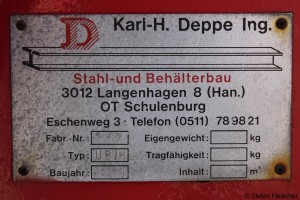 D Karl-H. Deppe Ing.
Stahl-und Behälterbau
3012 Langenhagen 8 (Han.)
OT Schulenburg
Eschenweg 3 · Telefon (0511) 78 98 21
Fabr.-Nr.: Eigengewicht: kg
Typ: Tragfähigkeit: kg
Baujahr Inhalt: m³
© Stefan Fleischer